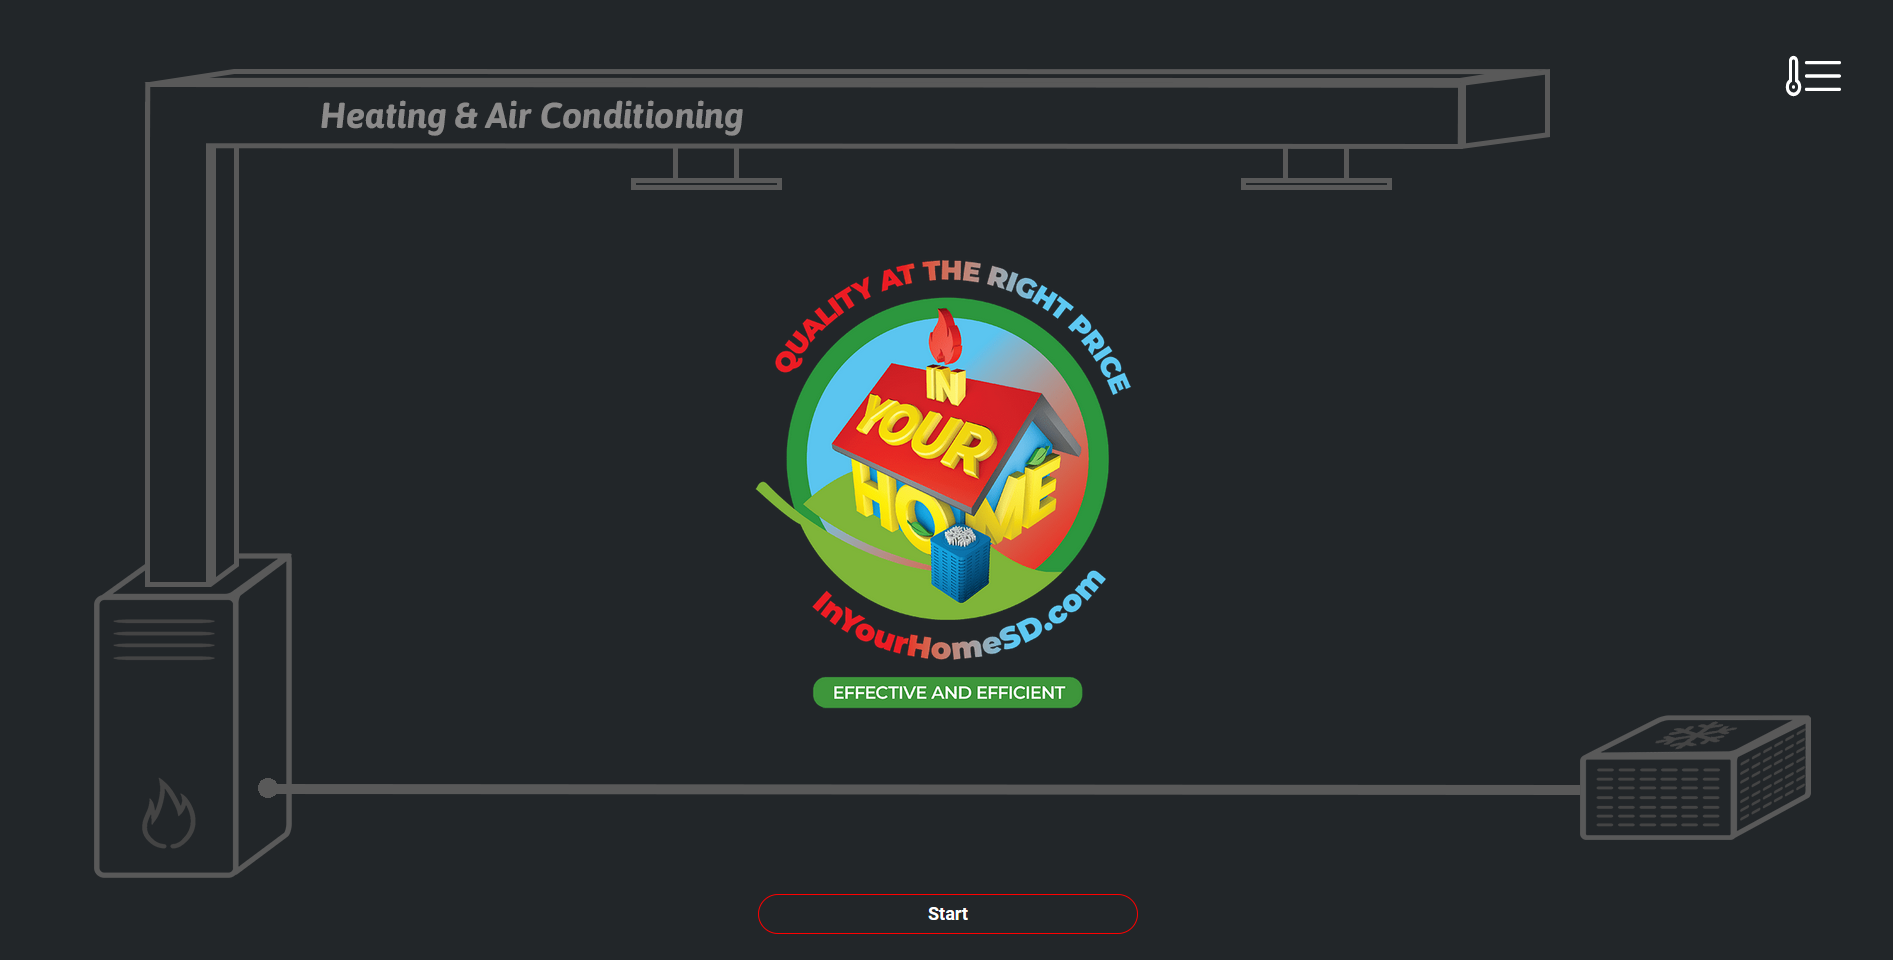 Heating & Air Conditioning
QUALITY AT THE RIGHT PRICE
IN
YOUR
HOME
InYourHomeSD.com
EFFECTIVE AND EFFICIENT
Start